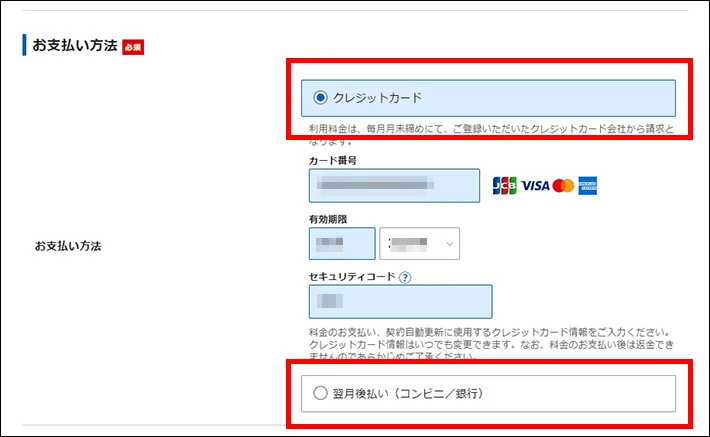 お支払い方法 必須
クレジットカード
利用料金は、毎月月末締めにて、ご登録いただいたクレジットカード会社から請求と
なります。
カード番号
JCB VISA
有効期限
お支払い方法
セキュリティコード ?
料金のお支払い、契約自動更新に使用するクレジットカード情報をご入力ください。
クレジットカード情報はいつでも変更できます。なお、料金のお支払い後は返金でき
ませんのであらかじめご了承ください。
翌月後払い（コンビニ／銀行）